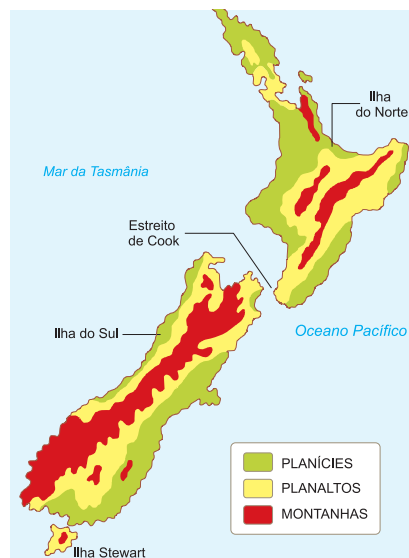 Ilha
do Norte
Mar da Tasmânia
Estreito
de Cook
Ilha do Sul
Oceano Pacífico
PLANÍCIES
PLANALTOS
MONTANHAS
Ilha Stewart